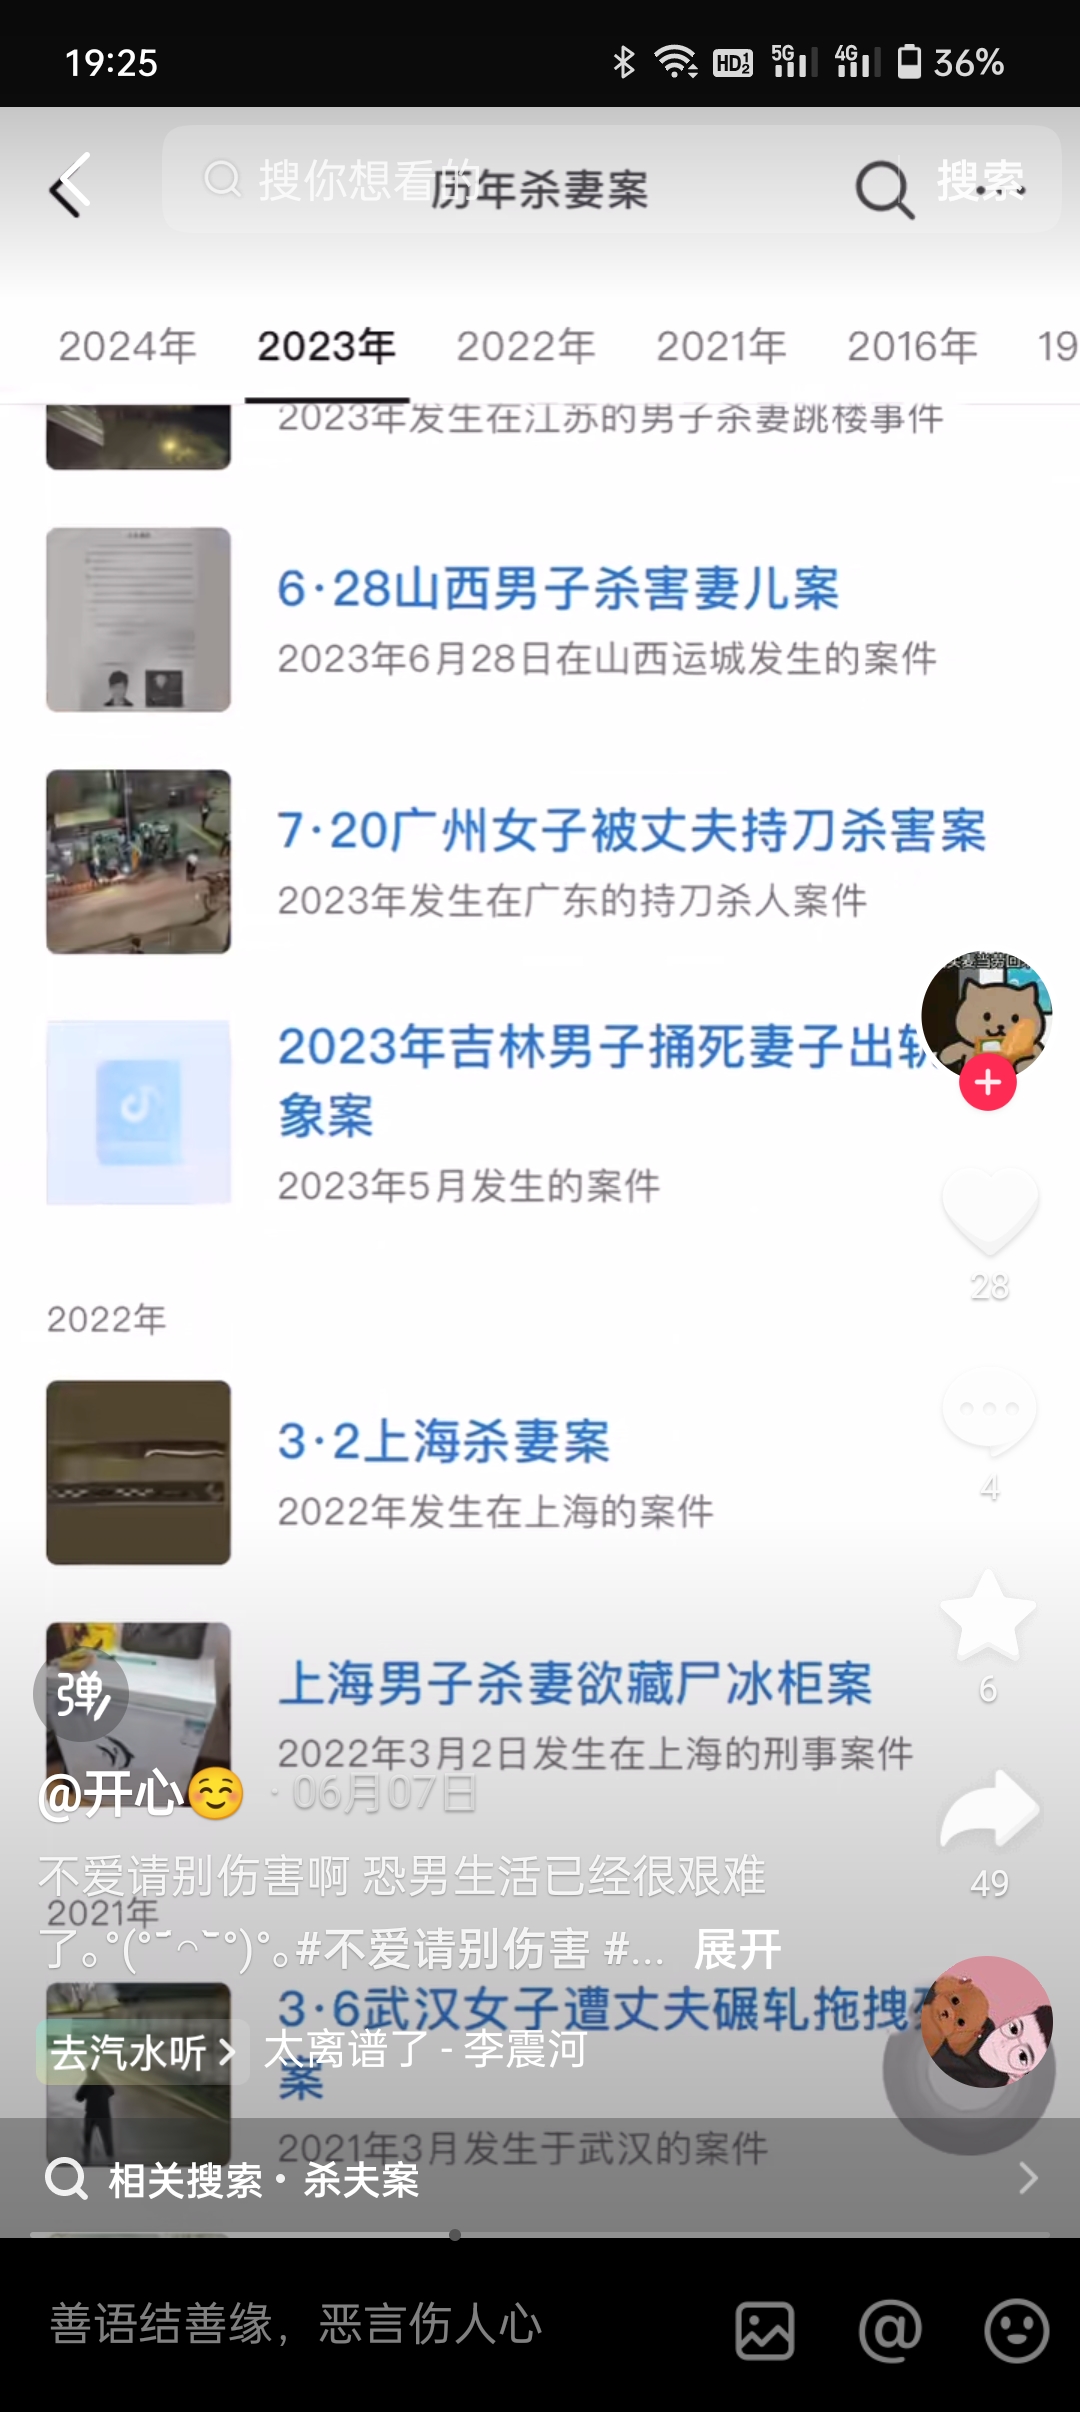 19:25
HD 1 2 5G 4G 36%
搜你想看的
历年杀妻案
搜索
2024年 2023年 2022年 2021年 2016年 19
2023年发生在江苏的男子杀妻跳楼事件
6·28山西男子杀害妻儿案
2023年6月28日在山西运城发生的案件
7·20广州女子被丈夫持刀杀害案
2023年发生在广东的持刀杀人案件
2023年吉林男子捅死妻子出轨
象案
2023年5月发生的案件
28
2022年
3·2上海杀妻案
4
2022年发生在上海的案件
上海男子杀妻欲藏尸冰柜案
弹
6
2022年3月2日发生在上海的刑事案件
@开心☺️ · 06月07日
不爱请别伤害啊 恐男生活已经很艰难
49
2021年
了｡°(°¯᷄◠¯᷅°)°｡#不爱请别伤害 #... 展开
3·6武汉女子遭丈夫碾轧拖拽
案
去汽水听 > 太离谱了 - 李震河
2021年3月发生于武汉的案件
相关搜索 · 杀夫案
善语结善缘，恶言伤人心